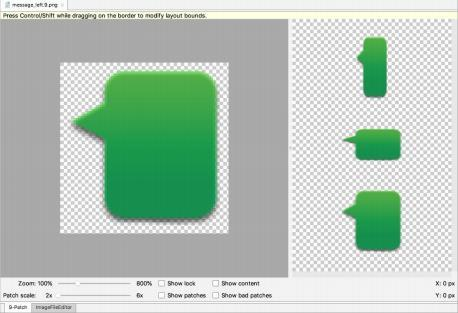 message_left.9.png
Press Control/Shift while dragging on the border to modify layout bounds.
Zoom: 100% 800% Show lock Show content X: 0 px
Patch scale: 2x 6x Show patches Show bad patches Y: 0 px
9-Patch ImageFileEditor